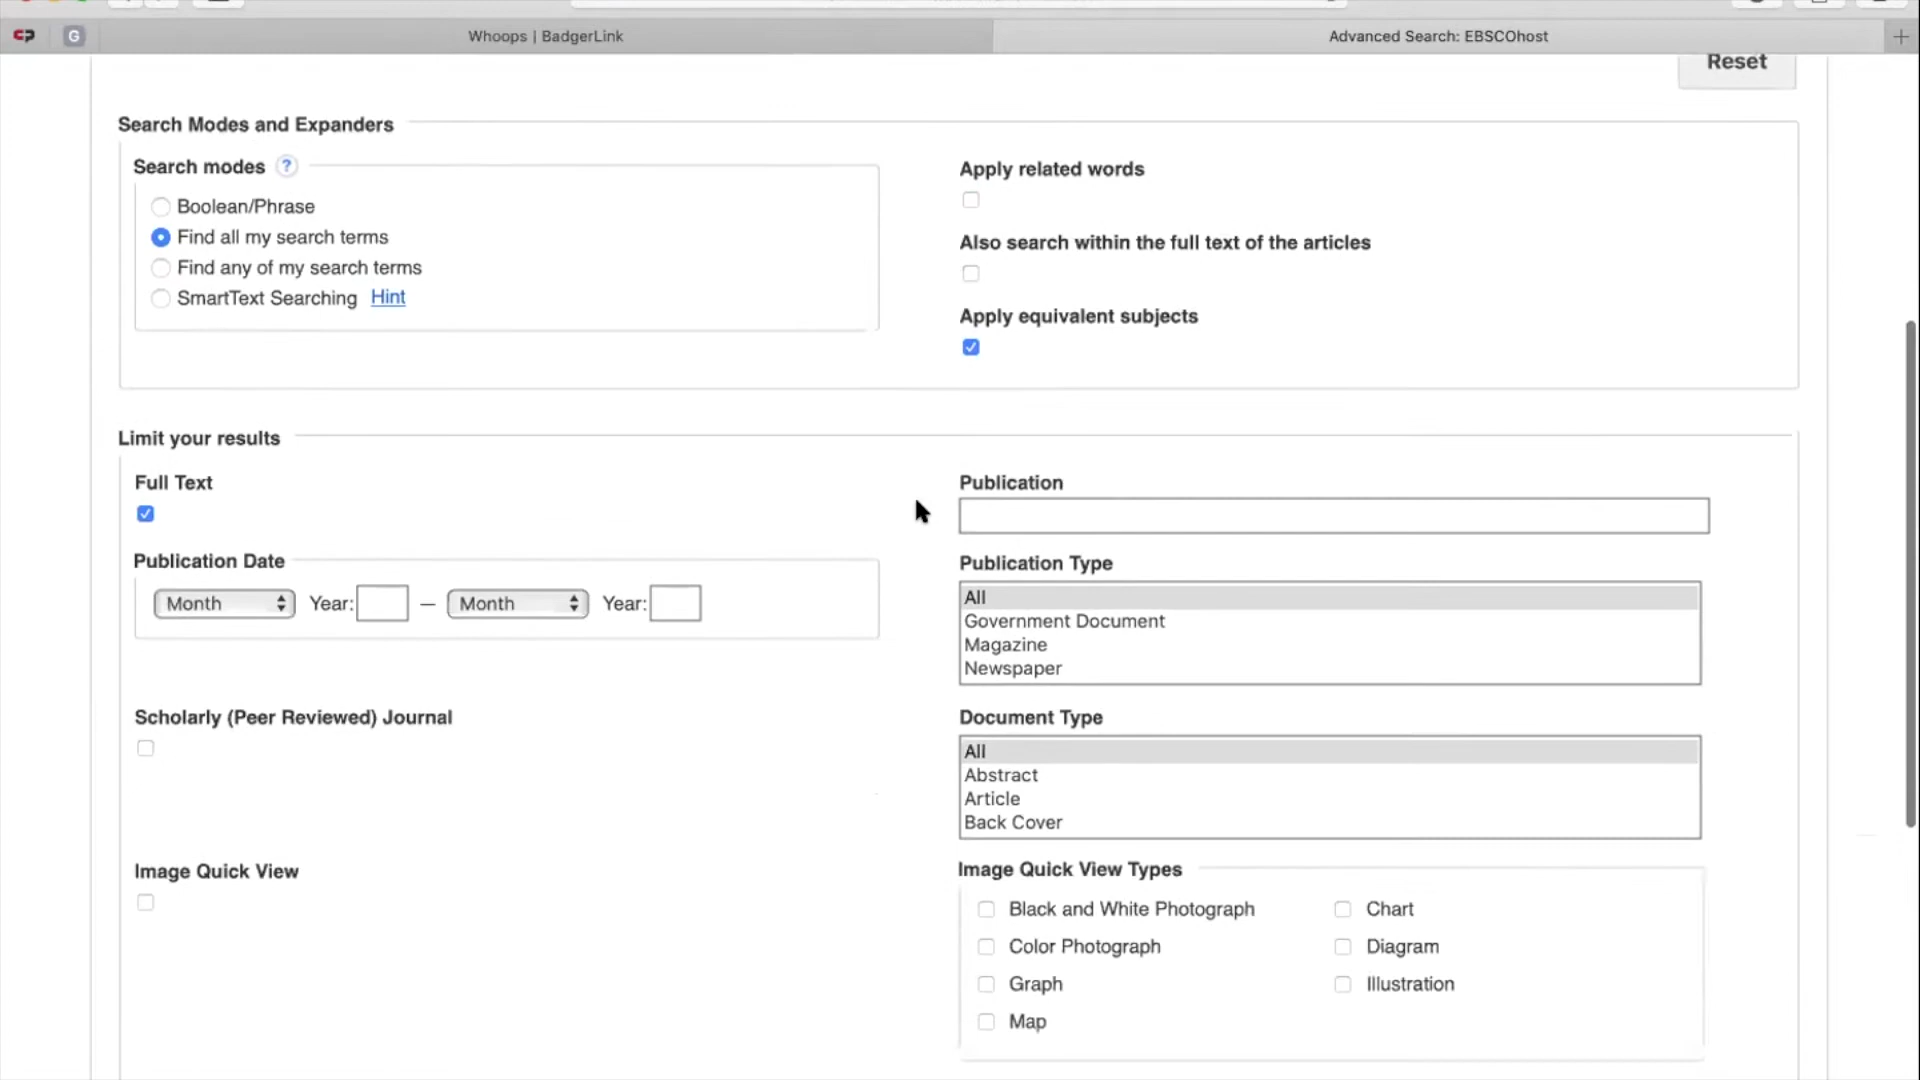 G
Whoops | BadgerLink
Advanced Search: EBSCOhost
Reset
Search Modes and Expanders
Search modes ?
Boolean/Phrase
Find all my search terms
Find any of my search terms
SmartText Searching Hint
Apply related words
Also search within the full text of the articles
Apply equivalent subjects
Limit your results
Full Text
Publication
Publication Date
Month Year: — Month Year:
Publication Type
All
Government Document
Magazine
Newspaper
Scholarly (Peer Reviewed) Journal
Document Type
All
Abstract
Article
Back Cover
Image Quick View
Image Quick View Types
Black and White Photograph
Chart
Color Photograph
Diagram
Graph
Illustration
Map